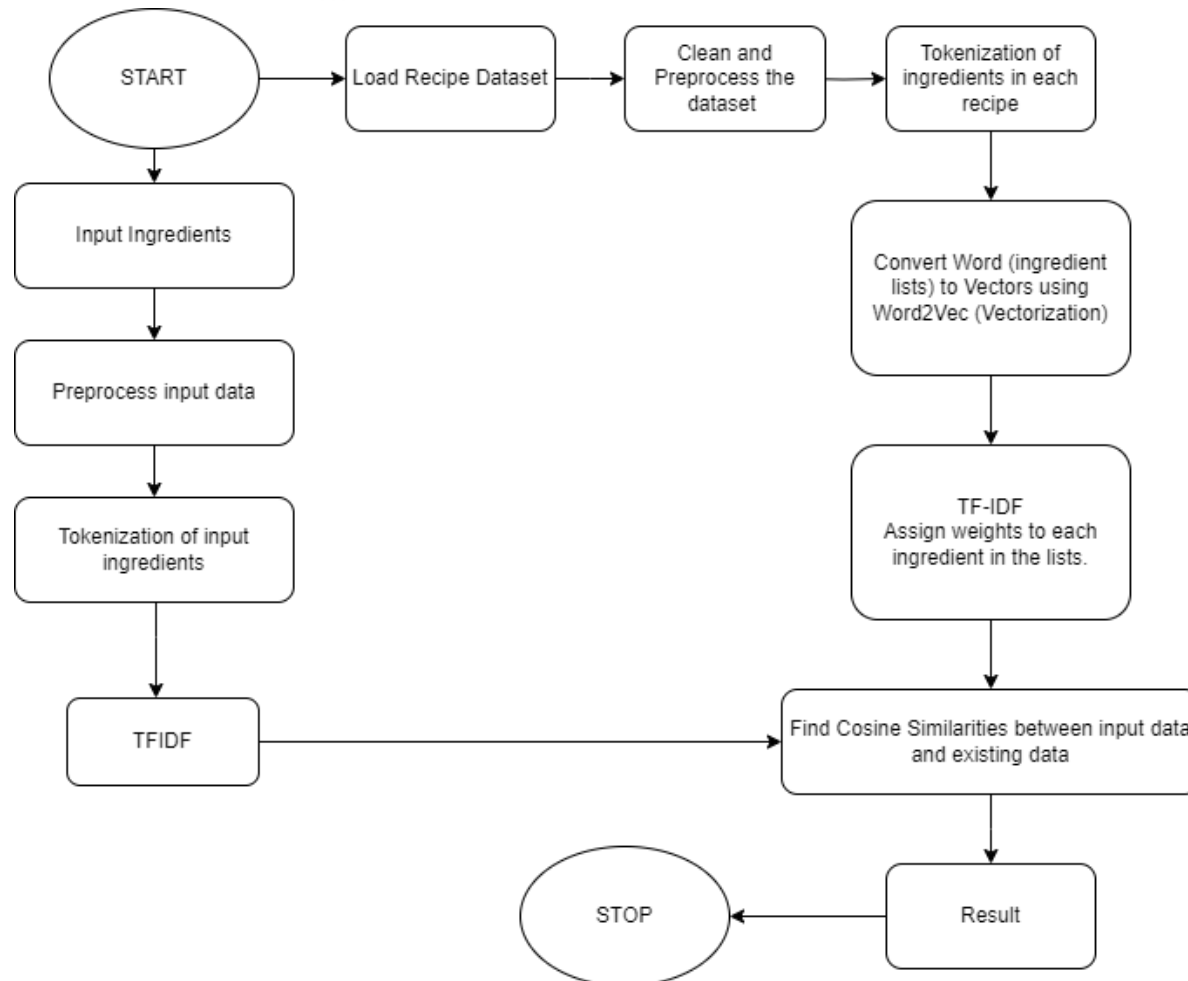 START
Load Recipe Dataset
Clean and
Preprocess the
dataset
Tokenization of
ingredients in each
recipe
Input Ingredients
Convert Word (ingredient
lists) to Vectors using
Word2Vec (Vectorization)
Preprocess input data
TF-IDF
Assign weights to each
ingredient in the lists.
Tokenization of input
ingredients
TFIDF
Find Cosine Similarities between input data
and existing data
STOP
Result